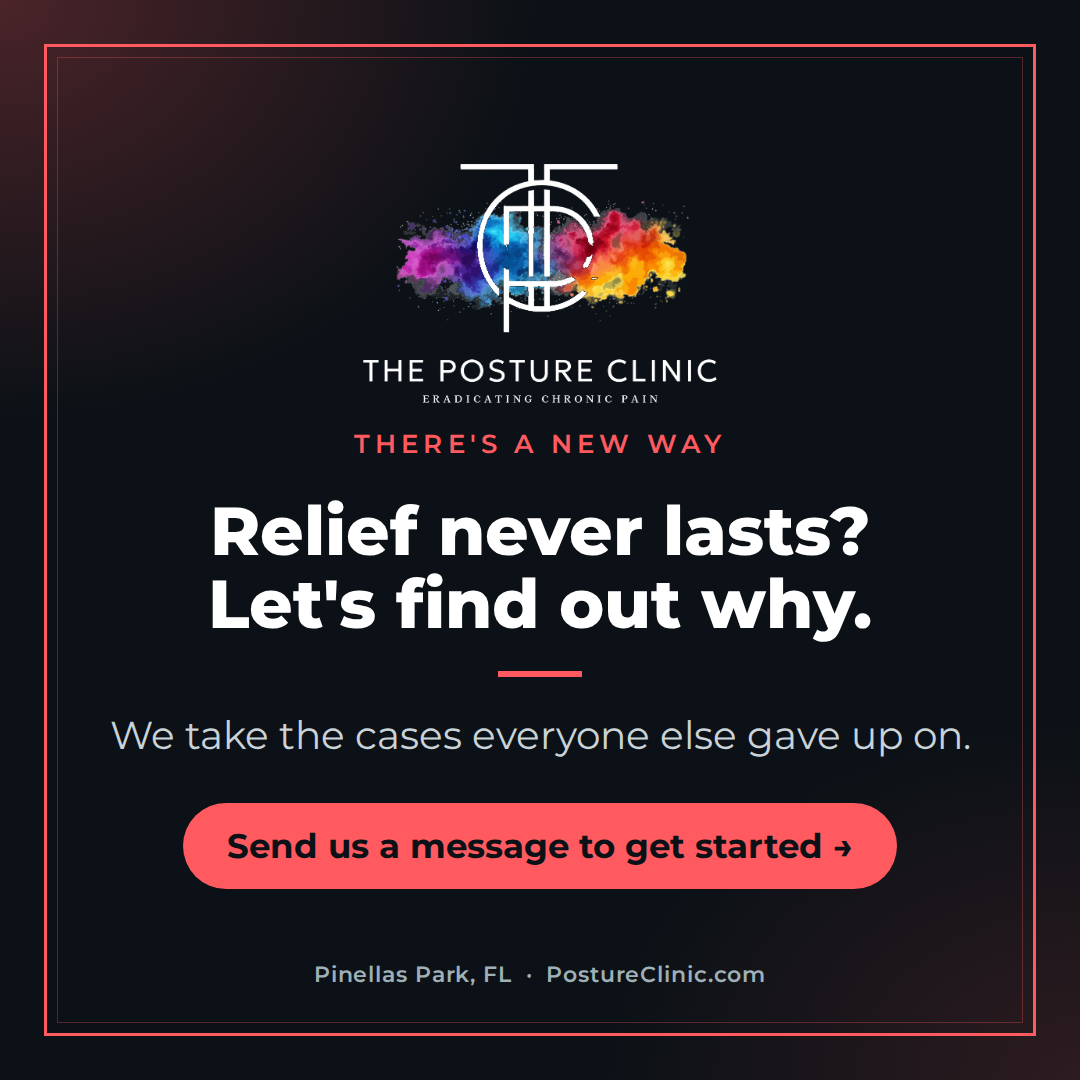 THE POSTURE CLINIC
ERADICATING CHRONIC PAIN
THERE'S A NEW WAY
Relief never lasts?
Let's find out why.
We take the cases everyone else gave up on.
Send us a message to get started →
Pinellas Park, FL · PostureClinic.com